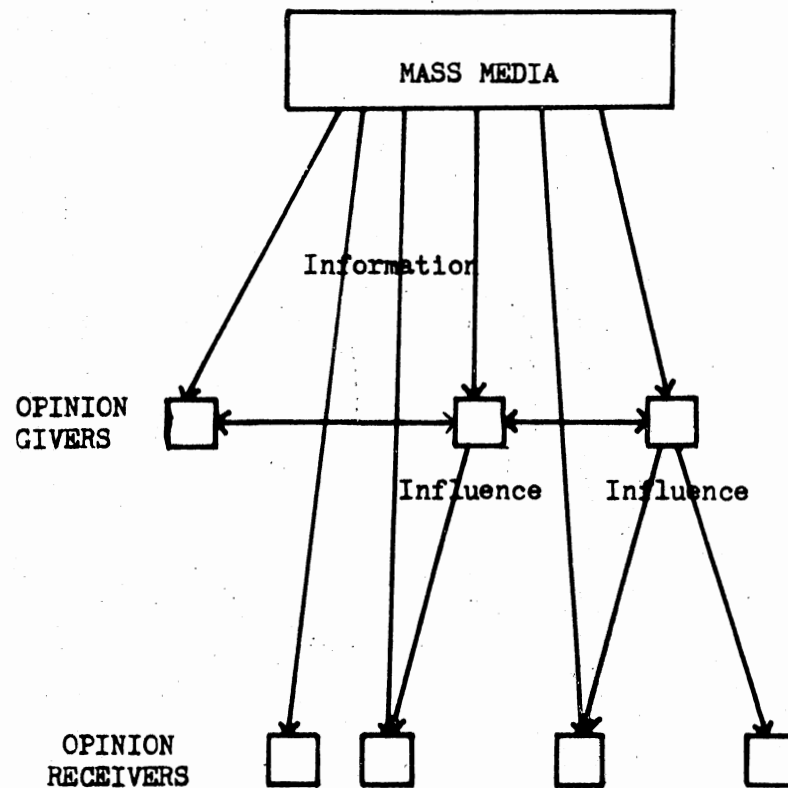 MASS MEDIA
Information
OPINION
GIVERS
Influence
Influence
OPINION
RECEIVERS